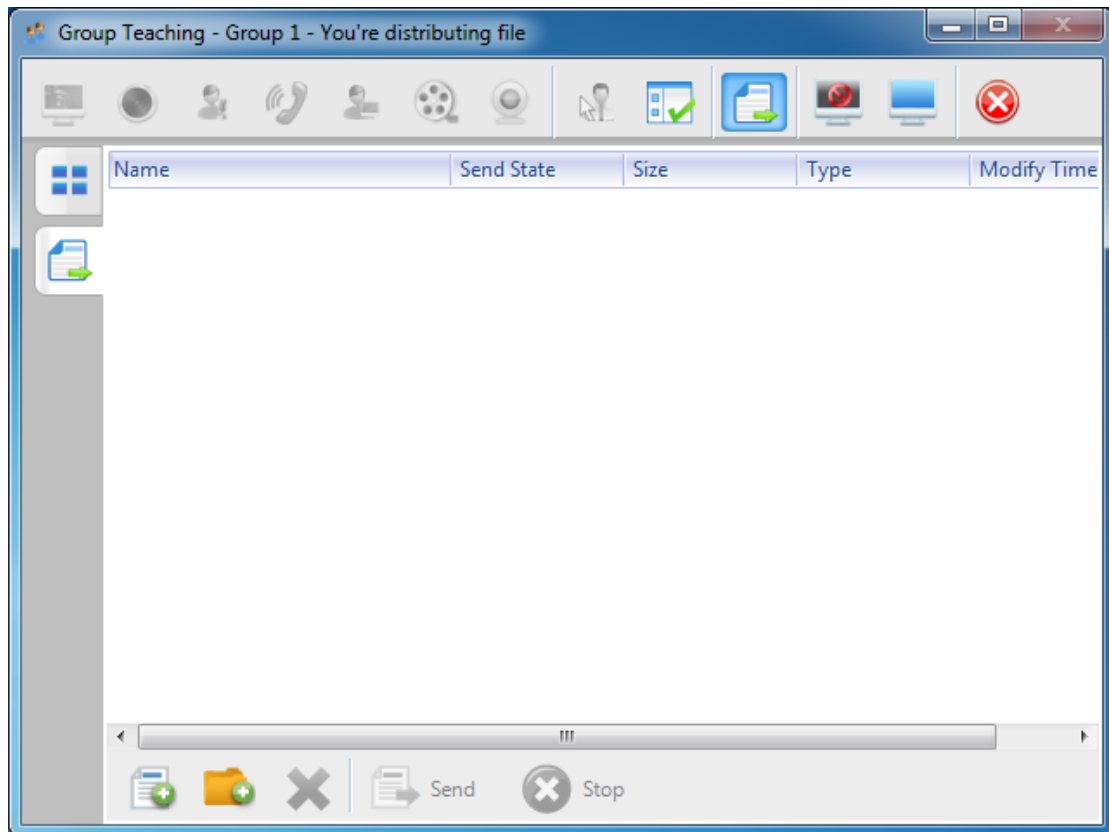 Group Teaching - Group 1 - You're distributing file
Name Send State Size Type Modify Time
Send Stop